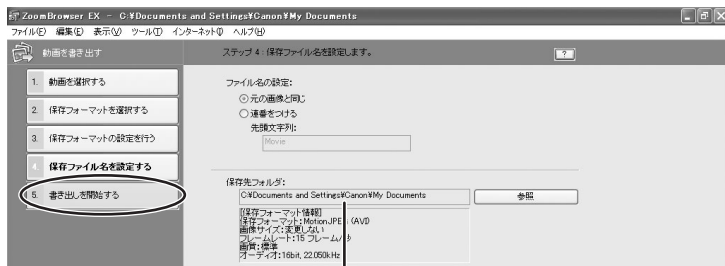 ZoomBrowser EX - C:¥Documents and Settings¥Canon¥My Documents
ファイル(F) 編集(E) 表示(V) ツール(T) インターネット(I) ヘルプ(H)
動画を書き出す
ステップ 4 : 保存ファイル名を設定します。
?
1. 動画を選択する
2. 保存フォーマットを選択する
3. 保存フォーマットの設定を行う
4. 保存ファイル名を設定する
5. 書き出しを開始する
ファイル名の設定:
元の画像と同じ
連番をつける
先頭文字列:
Movie
保存先フォルダ:
C:¥Documents and Settings¥Canon¥My Documents
参照
[保存フォーマット情報]
保存フォーマット: MotionJPEG (AVI)
画像サイズ: 変更しない
フレームレート: 15 フレーム/秒
画質: 標準
オーディオ: 16bit, 22.050kHz